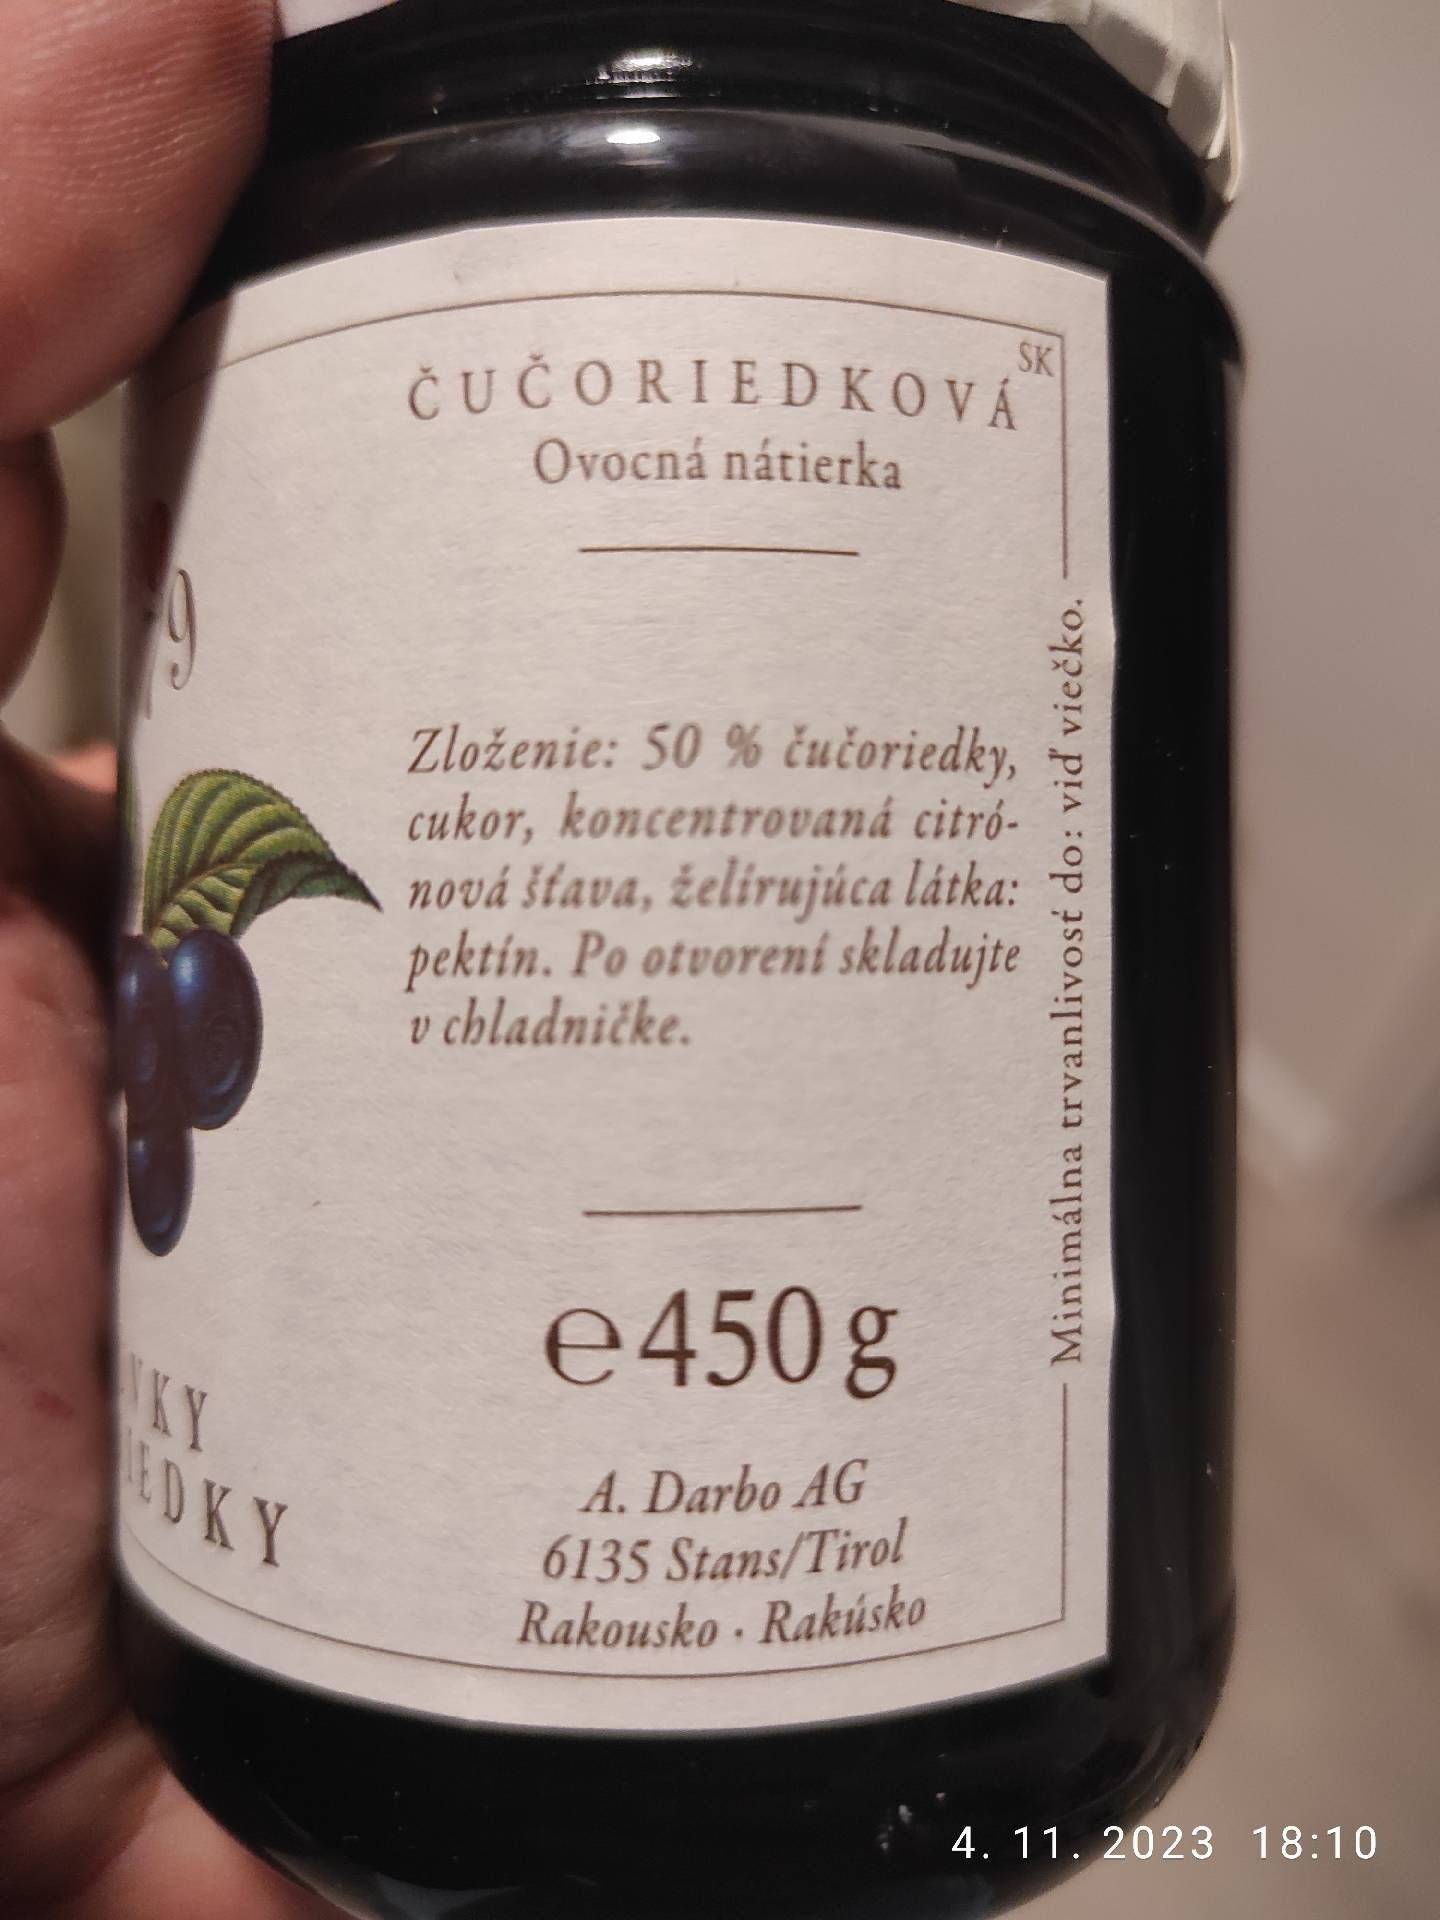 ČUČORIEDKOVÁ SK
Ovocná nátierka
Zloženie: 50 % čučoriedky,
cukor, koncentrovaná citró-
nová šťava, želírujúca látka:
pektín. Po otvorení skladujte
v chladničke.
℮ 450 g
A. Darbo AG
6135 Stans/Tirol
Rakousko · Rakúsko
Minimálna trvanlivosť do: viď viečko.
4. 11. 2023 18:10